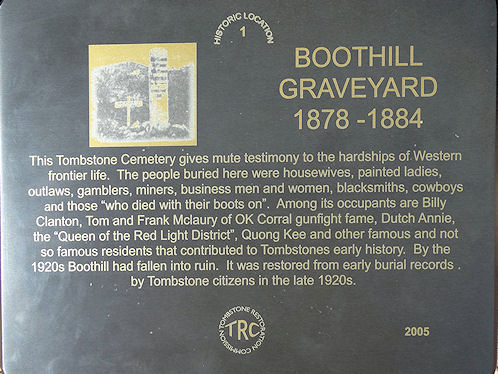 HISTORIC LOCATION
1
BOOTHILL
GRAVEYARD
1878 -1884
This Tombstone Cemetery gives mute testimony to the hardships of Western
frontier life.  The people buried here were housewives, painted ladies,
outlaws, gamblers, miners, business men and women, blacksmiths, cowboys
and those “who died with their boots on”.  Among its occupants are Billy
Clanton, Tom and Frank Mclaury of OK Corral gunfight fame, Dutch Annie,
the “Queen of the Red Light District”, Quong Kee and other famous and not
so famous residents that contributed to Tombstones early history.  By the
1920s Boothill had fallen into ruin.  It was restored from early burial records .
by Tombstone citizens in the late 1920s.
TOMBSTONE RESTORATION
COMMISSION
TRC
2005